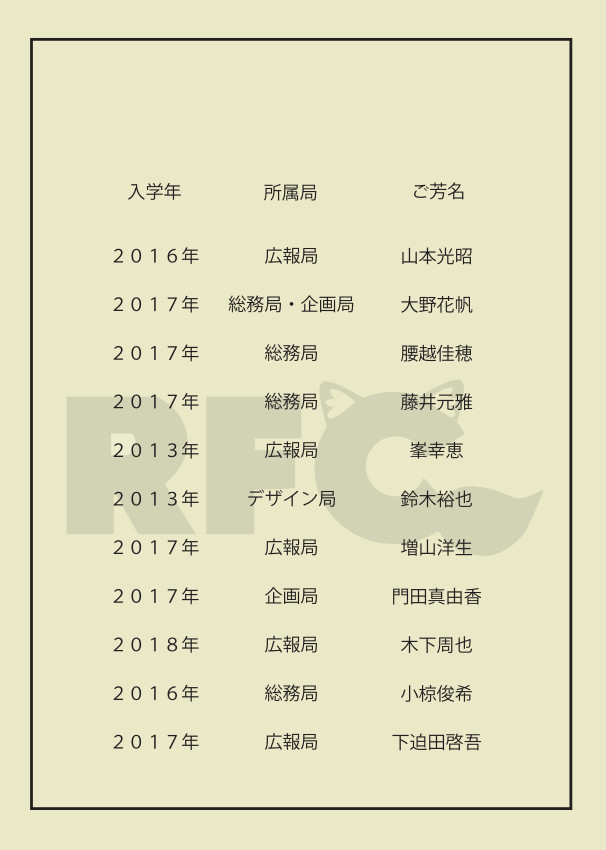 入学年 所属局 ご芳名
２０１６年 広報局 山本光昭
２０１７年 総務局・企画局 大野花帆
２０１７年 総務局 腰越佳穂
２０１７年 総務局 藤井元雅
２０１３年 広報局 峯幸恵
２０１３年 デザイン局 鈴木裕也
２０１７年 広報局 増山洋生
２０１７年 企画局 門田真由香
２０１８年 広報局 木下周也
２０１６年 総務局 小椋俊希
２０１７年 広報局 下迫田啓吾
RFC